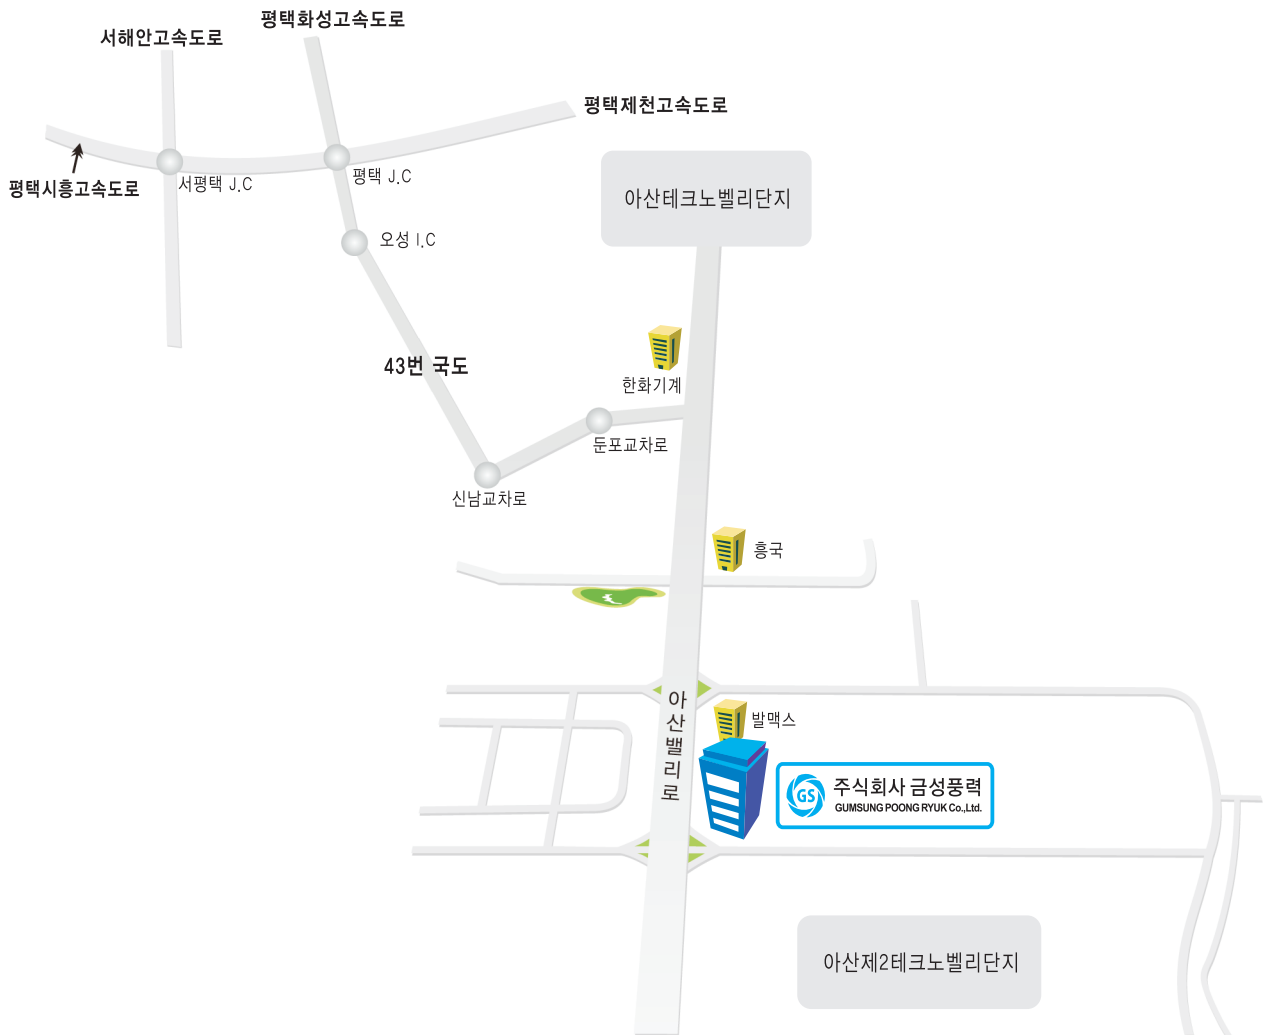 평택화성고속도로
서해안고속도로
평택제천고속도로
평택시흥고속도로
서평택 J.C
평택 J.C
아산테크노벨리단지
오성 I.C
43번 국도
한화기계
둔포교차로
신남교차로
흥국
아산밸리로
발맥스
GS
주식회사 금성풍력
GUMSUNG POONG RYUK Co.,Ltd.
아산제2테크노벨리단지